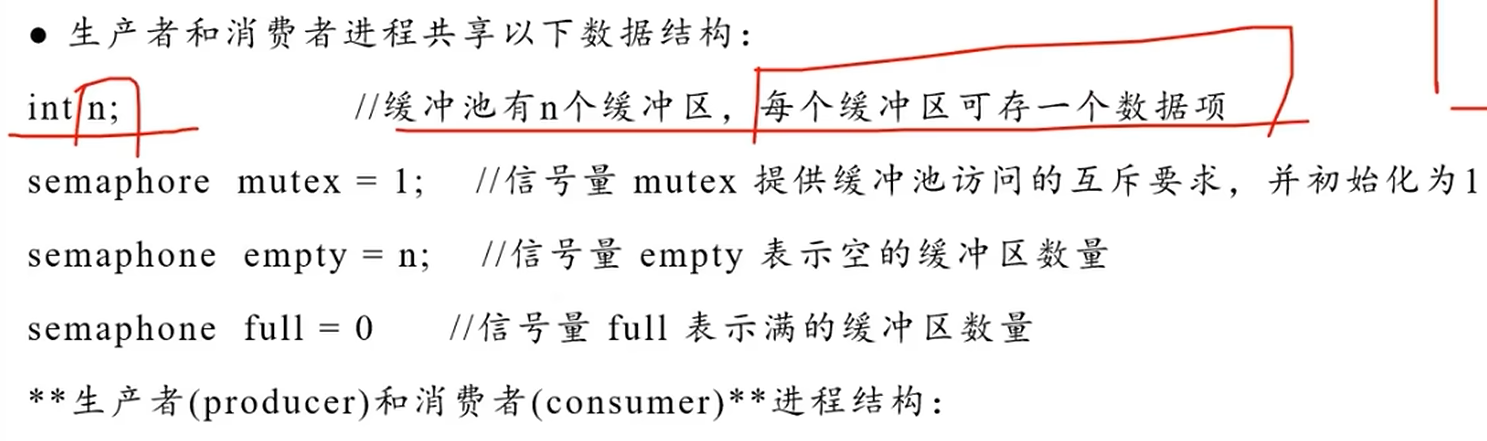 ● 生产者和消费者进程共享以下数据结构：
int n; //缓冲池有n个缓冲区，每个缓冲区可存一个数据项
semaphore mutex = 1; //信号量 mutex 提供缓冲池访问的互斥要求，并初始化为1
semaphone empty = n; //信号量 empty 表示空的缓冲区数量
semaphone full = 0 //信号量 full 表示满的缓冲区数量
**生产者(producer)和消费者(consumer)**进程结构：